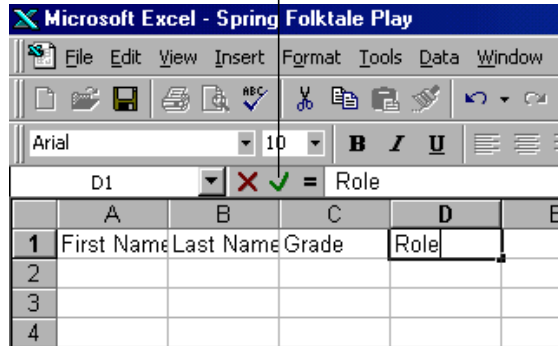 Microsoft Excel - Spring Folktale Play
File Edit View Insert Format Tools Data Window
ABC
Arial 10 B I U
D1 = Role
A B C D E
1 First Name Last Name Grade Role
2
3
4